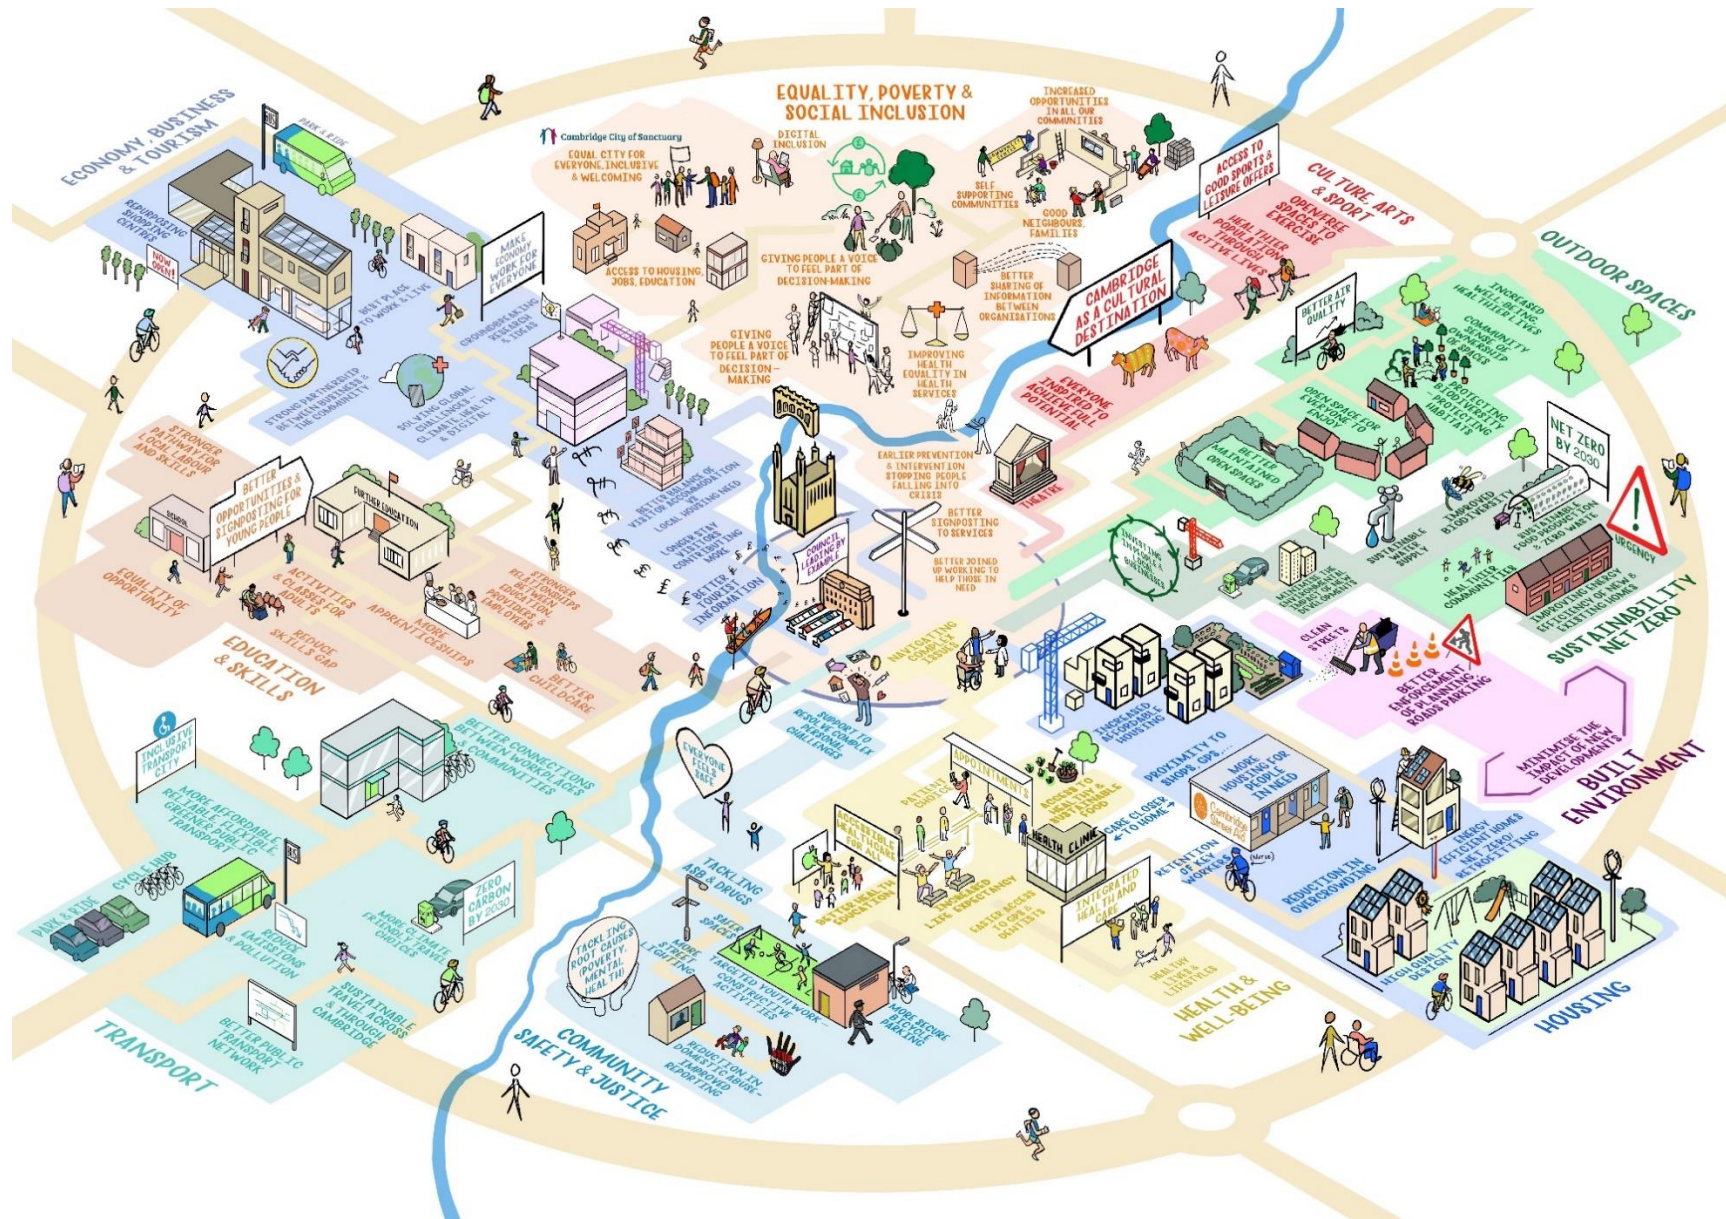 ECONOMY, BUSINESS
& TOURISM
BUS
PARK & RIDE
REPURPOSING
SHOPPING
CENTRES
NOW
OPEN!
MAKE
ECONOMY
WORK FOR
EVERYONE
BEST PLACE
TO WORK & LIVE
GROUNDBREAKING
RESEARCH
& IDEAS
STRONG PARTNERSHIP
BETWEEN BUSINESS &
THE COMMUNITY
SOLVING GLOBAL
CHALLENGES –
CLIMATE, HEALTH
& DIGITAL
BETTER BALANCE OF
VISITOR ACCOMMODATION
VS
LOCAL HOUSING NEED
LONGER STAY
VISITORS
CONTRIBUTING
MORE
BETTER
TOURIST
INFORMATION
EQUALITY, POVERTY &
SOCIAL INCLUSION
Cambridge City of Sanctuary
EQUAL CITY FOR
EVERYONE, INCLUSIVE
& WELCOMING
DIGITAL
INCLUSION
INCREASED
OPPORTUNITIES
IN ALL OUR
COMMUNITIES
SELF
SUPPORTING
COMMUNITIES
GOOD
NEIGHBOURS,
FAMILIES
ACCESS TO HOUSING,
JOBS, EDUCATION
GIVING PEOPLE A VOICE
TO FEEL PART OF
DECISION-MAKING
BETTER
SHARING OF
INFORMATION
BETWEEN
ORGANISATIONS
GIVING
PEOPLE A VOICE
TO FEEL PART OF
DECISION–
MAKING
IMPROVING
HEALTH
EQUALITY IN
HEALTH
SERVICES
EARLIER PREVENTION
& INTERVENTION
STOPPING PEOPLE
FALLING INTO
CRISIS
BETTER
SIGNPOSTING
TO SERVICES
BETTER JOINED
UP WORKING TO
HELP THOSE IN
NEED
COUNCIL
LEADING BY
EXAMPLE
CULTURE, ARTS
& SPORT
ACCESS TO
GOOD SPORTS &
LEISURE OFFERS
OPEN/FREE
SPACES TO
EXERCISE
HEALTHIER
POPULATION
THROUGH
ACTIVE LIVES
CAMBRIDGE
AS A CULTURAL
DESTINATION
EVERYONE
INSPIRED TO
ACHIEVE FULL
POTENTIAL
THEATRE
OUTDOOR SPACES
BETTER AIR
QUALITY
INCREASED
WELL-BEING,
HEALTHIER LIVES
COMMUNITY
SENSE OF
OWNERSHIP
OF SPACES
PROTECTING
BIODIVERSITY,
PROTECTED
HABITATS
OPEN SPACE FOR
EVERYONE TO
ENJOY
BETTER
MAINTAINED
OPEN SPACES
SUSTAINABILITY
NET ZERO
NET ZERO
BY 2030
URGENCY
IMPROVED
BIODIVERSITY
SUSTAINABLE
FOOD PRODUCTION
& ZERO WASTE
SUSTAINABLE
WATER
SUPPLY
INVESTING
IN PEOPLE &
LOCAL
BUSINESSES
MINIMISE THE
IMPACT OF NEW
DEVELOPMENTS
HEALTHIER
COMMUNITIES
IMPROVING ENERGY
EFFICIENCY OF NEW &
EXISTING HOMES
BUILT
ENVIRONMENT
CLEAN
STREETS
BETTER
ENFORCEMENT
OF PLANNING,
ROADS PARKING
MINIMISE THE
IMPACT OF NEW
DEVELOPMENTS
EDUCATION
& SKILLS
STRONGER
PATHWAY FOR
LOCAL LABOUR
AND SKILLS
BETTER
OPPORTUNITIES &
SIGNPOSTING FOR
YOUNG PEOPLE
SCHOOL
FURTHER EDUCATION
EQUALITY OF
OPPORTUNITY
ACTIVITIES
& CLASSES FOR
ADULTS
REDUCE
SKILLS GAP
MORE
APPRENTICESHIPS
STRONGER
RELATIONSHIPS
BETWEEN
EDUCATION,
PROVIDERS, &
EMPLOYERS
BETTER
CHILDCARE
TRANSPORT
INCLUSIVE
TRANSPORT
CITY
BETTER CONNECTIONS
BETWEEN WORKPLACES
& COMMUNITIES
MORE AFFORDABLE,
RELIABLE, FLEXIBLE,
GREENER PUBLIC
TRANSPORT
CYCLE HUB
PARK & RIDE
BUS
REDUCE
EMISSIONS
& POLLUTION
MORE CLIMATE
FRIENDLY TRAVEL
CHOICES
ZERO
CARBON
BY 2030
SUSTAINABLE
TRAVEL ACROSS
& THROUGH
CAMBRIDGE
BETTER PUBLIC
TRANSPORT
NETWORK
COMMUNITY
SAFETY & JUSTICE
EVERYONE
FEELS
SAFE
SUPPORT TO
RESOLVE COMPLEX
PERSONAL
CHALLENGES
TACKLING
ASB & DRUGS
SAFER
SPACES
MORE
STREET
LIGHTING
TACKLING
ROOT CAUSES
(POVERTY,
MENTAL
HEALTH)
TARGETED YOUTH WORK –
CONSTRUCTIVE
ACTIVITIES
MORE SECURE
BICYCLE
PARKING
REDUCTION IN
DOMESTIC ABUSE–
IMPROVED
REPORTING
HEALTH &
WELL-BEING
NAVIGATING
COMPLEX
ISSUES
APPOINTMENTS
PATIENT
CHOICE
ACCESSIBLE
HEALTHCARE
FOR ALL
BETTER HEALTH
EDUCATION
INCREASED
LIFE EXPECTANCY
ACCESS TO
HEALTHY &
SUSTAINABLE
FOOD
HEALTH CLINIC
CARE CLOSER
TO HOME
EASIER ACCESS
TO GPS &
DENTISTS
INTEGRATED
HEALTH AND
CARE
HEALTHY
LIVES &
LIFESTYLES
HOUSING
INCREASED
AFFORDABLE
HOUSING
PROXIMITY TO
SHOPS, GPS....
MORE
HOUSING FOR
PEOPLE
IN NEED
Cambridge
Street Aid
RETENTION
OF KEY
WORKERS
(Nurse)
REDUCTION IN
OVERCROWDING
ENERGY
EFFICIENT HOMES
NET ZERO/
RETROFITTING
HIGH QUALITY
DESIGN